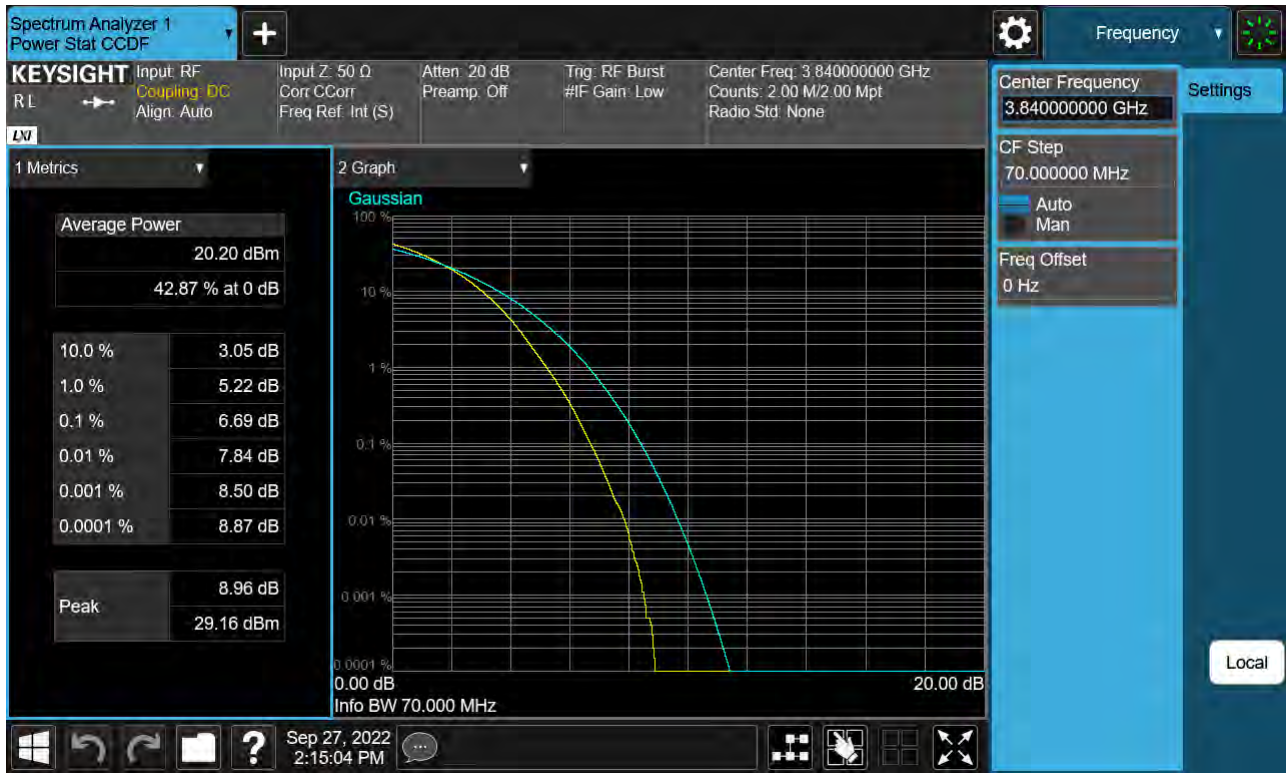 Spectrum Analyzer 1
Power Stat CCDF
+
Frequency
KEYSIGHT
RL
LXI
Input: RF
Coupling: DC
Align: Auto
Input Z: 50 Ω
Corr CCorr
Freq Ref: Int (S)
Atten: 20 dB
Preamp: Off
Trig: RF Burst
#IF Gain: Low
Center Freq: 3.840000000 GHz
Counts: 2.00 M/2.00 Mpt
Radio Std: None
Center Frequency
3.840000000 GHz
Settings
CF Step
70.000000 MHz
Auto
Man
Freq Offset
0 Hz
1 Metrics
Average Power
20.20 dBm
42.87 % at 0 dB
10.0 % 3.05 dB
1.0 % 5.22 dB
0.1 % 6.69 dB
0.01 % 7.84 dB
0.001 % 8.50 dB
0.0001 % 8.87 dB
Peak
8.96 dB
29.16 dBm
2 Graph
Gaussian
100 %
10 %
1 %
0.1 %
0.01 %
0.001 %
0.0001 %
0.00 dB
20.00 dB
Info BW 70.000 MHz
Local
?
Sep 27, 2022
2:15:04 PM